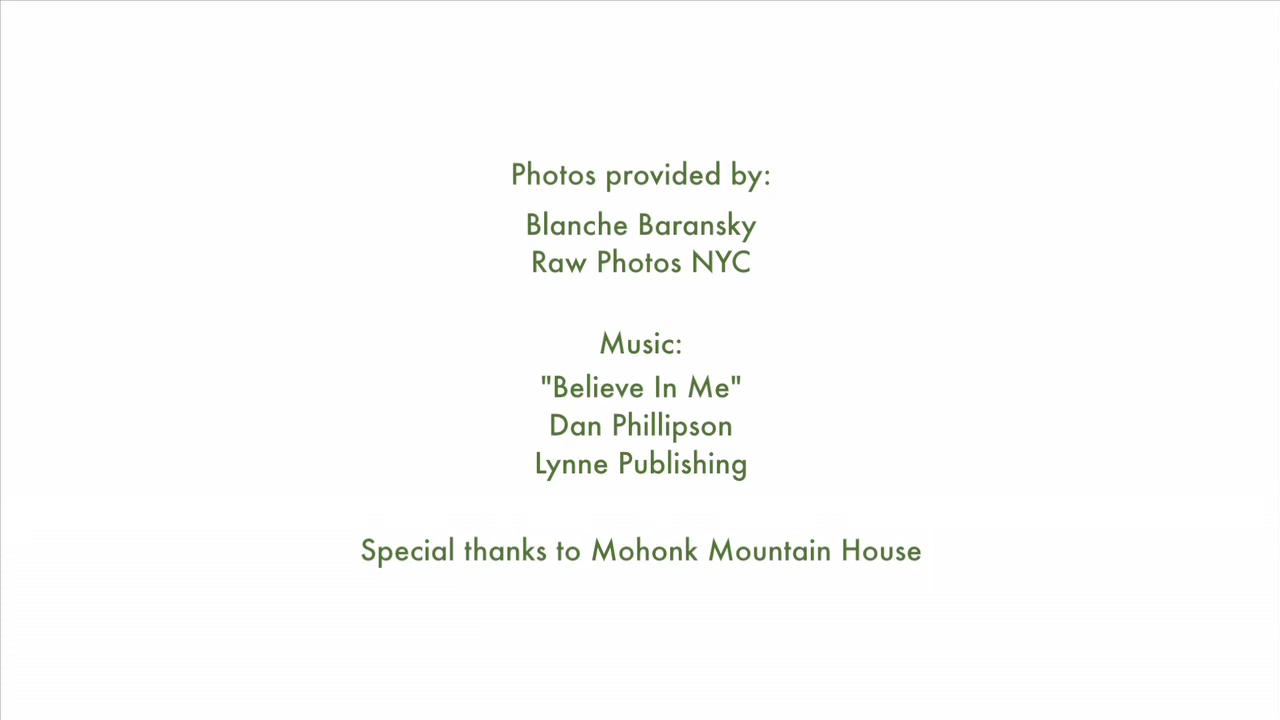 Photos provided by:
Blanche Baransky
Raw Photos NYC
Music:
"Believe In Me"
Dan Phillipson
Lynne Publishing
Special thanks to Mohonk Mountain House